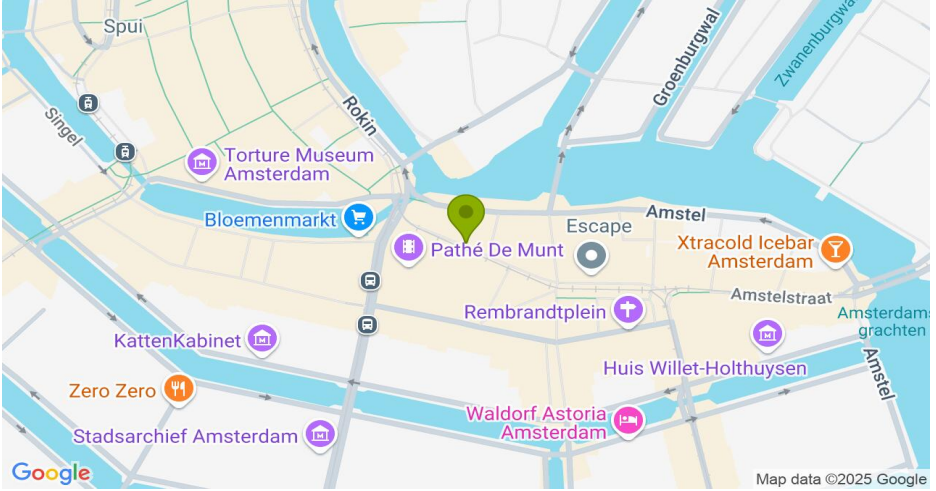 Spui
Singel
Rokin
Groenburgwal
Zwanenburgwal
Torture Museum
Amsterdam
Bloemenmarkt
Amstel
Escape
Pathé De Munt
Xtracold Icebar
Amsterdam
Amstelstraat
Rembrandtplein
Amsterdams
grachten
KattenKabinet
Huis Willet-Holthuysen
Amstel
Zero Zero
Waldorf Astoria
Amsterdam
Stadsarchief Amsterdam
Google
Map data ©2025 Google